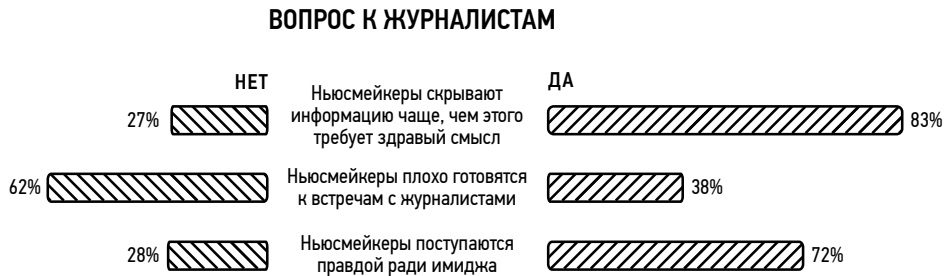 ВОПРОС К ЖУРНАЛИСТАМ
НЕТ
ДА
Ньюсмейкеры скрывают
информацию чаще, чем этого
требует здравый смысл
27%
83%
Ньюсмейкеры плохо готовятся
к встречам с журналистами
62%
38%
Ньюсмейкеры поступаются
правдой ради имиджа
28%
72%